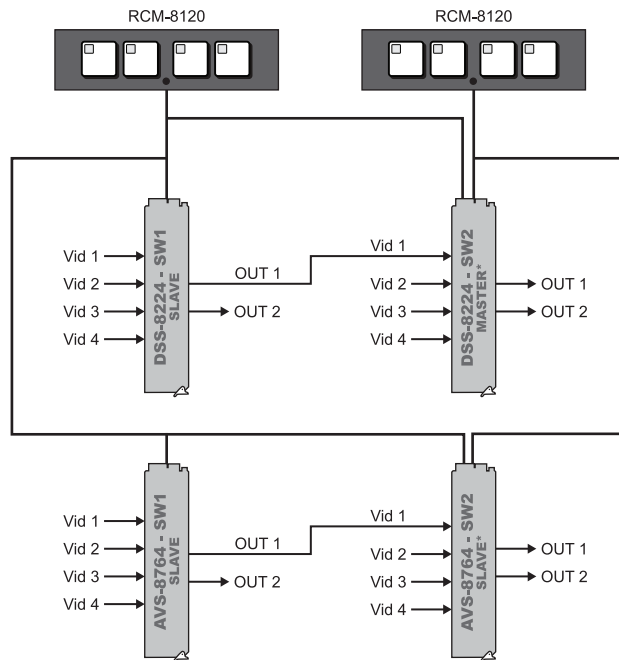 RCM-8120
RCM-8120
Vid 1
Vid 2
Vid 3
Vid 4
DSS-8224 - SW1
SLAVE
OUT 1
OUT 2
Vid 1
Vid 2
Vid 3
Vid 4
DSS-8224 - SW2
MASTER*
OUT 1
OUT 2
Vid 1
Vid 2
Vid 3
Vid 4
AVS-8764 - SW1
SLAVE
OUT 1
OUT 2
Vid 1
Vid 2
Vid 3
Vid 4
AVS-8764 - SW2
SLAVE*
OUT 1
OUT 2